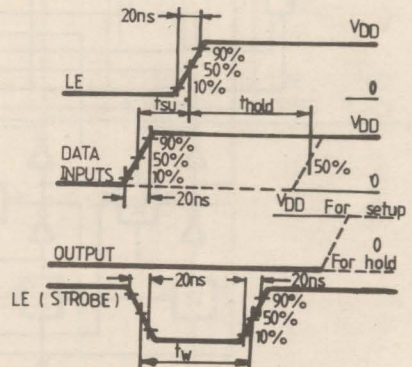 20ns
VDD
90%
50%
10%
LE
0
tsu
thold
VDD
90%
50%
10%
DATA
INPUTS
50%
0
20ns
VDD For setup
OUTPUT
0
For hold
20ns
20ns
LE (STROBE)
90%
50%
10%
tw